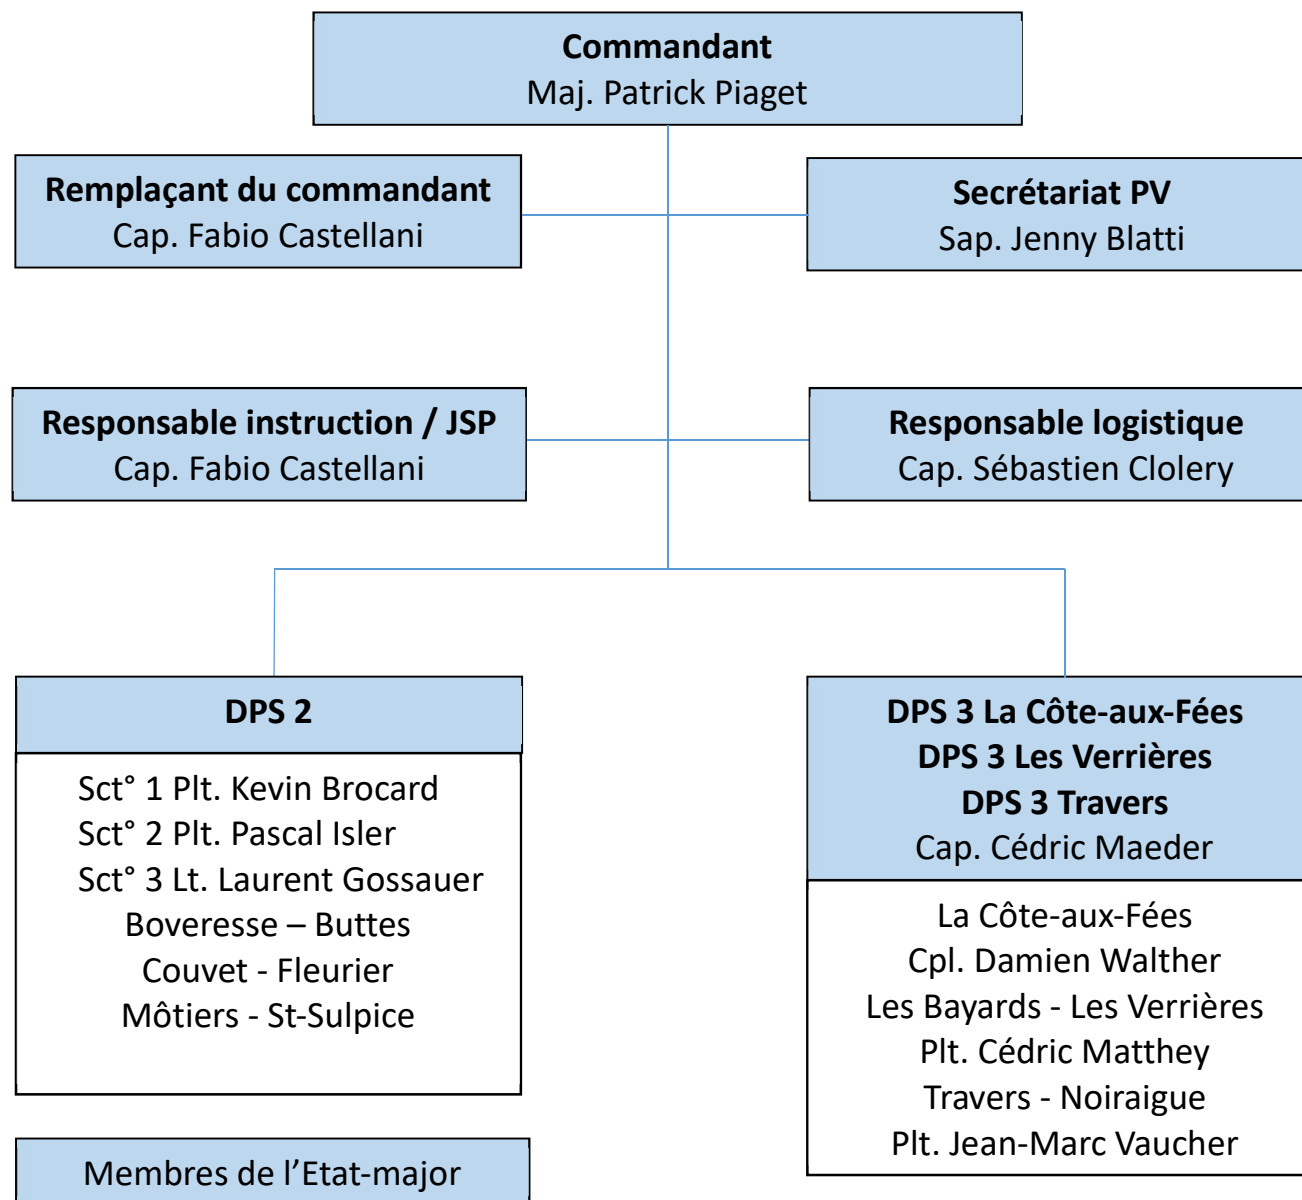 Commandant
Maj. Patrick Piaget
Remplaçant du commandant
Cap. Fabio Castellani
Secrétariat PV
Sap. Jenny Blatti
Responsable instruction / JSP
Cap. Fabio Castellani
Responsable logistique
Cap. Sébastien Clolery
DPS 2
Sct° 1 Plt. Kevin Brocard
Sct° 2 Plt. Pascal Isler
Sct° 3 Lt. Laurent Gossauer
Boveresse – Buttes
Couvet - Fleurier
Môtiers - St-Sulpice
DPS 3 La Côte-aux-Fées
DPS 3 Les Verrières
DPS 3 Travers
Cap. Cédric Maeder
La Côte-aux-Fées
Cpl. Damien Walther
Les Bayards - Les Verrières
Plt. Cédric Matthey
Travers - Noiraigue
Plt. Jean-Marc Vaucher
Membres de l’Etat-major